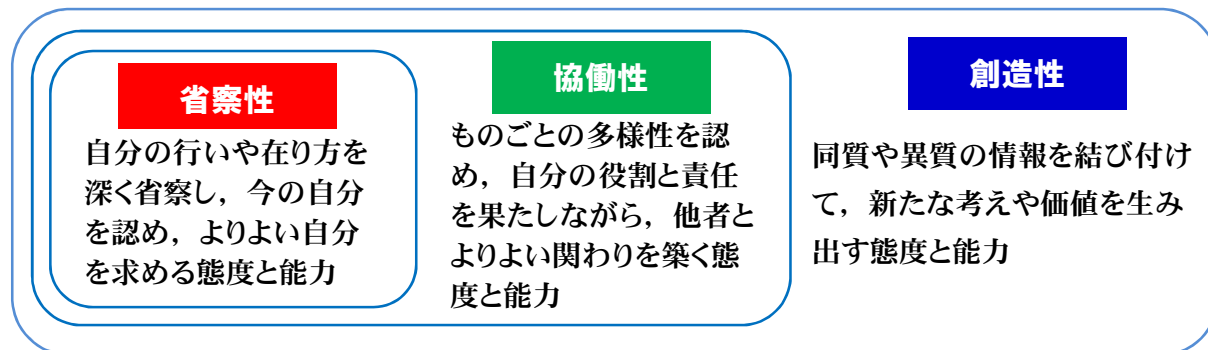 省察性
自分の行いや在り方を
深く省察し，今の自分
を認め，よりよい自分
を求める態度と能力
協働性
ものごとの多様性を認
め，自分の役割と責任
を果たしながら，他者と
よりよい関わりを築く態
度と能力
創造性
同質や異質の情報を結び付け
て，新たな考えや価値を生み
出す態度と能力